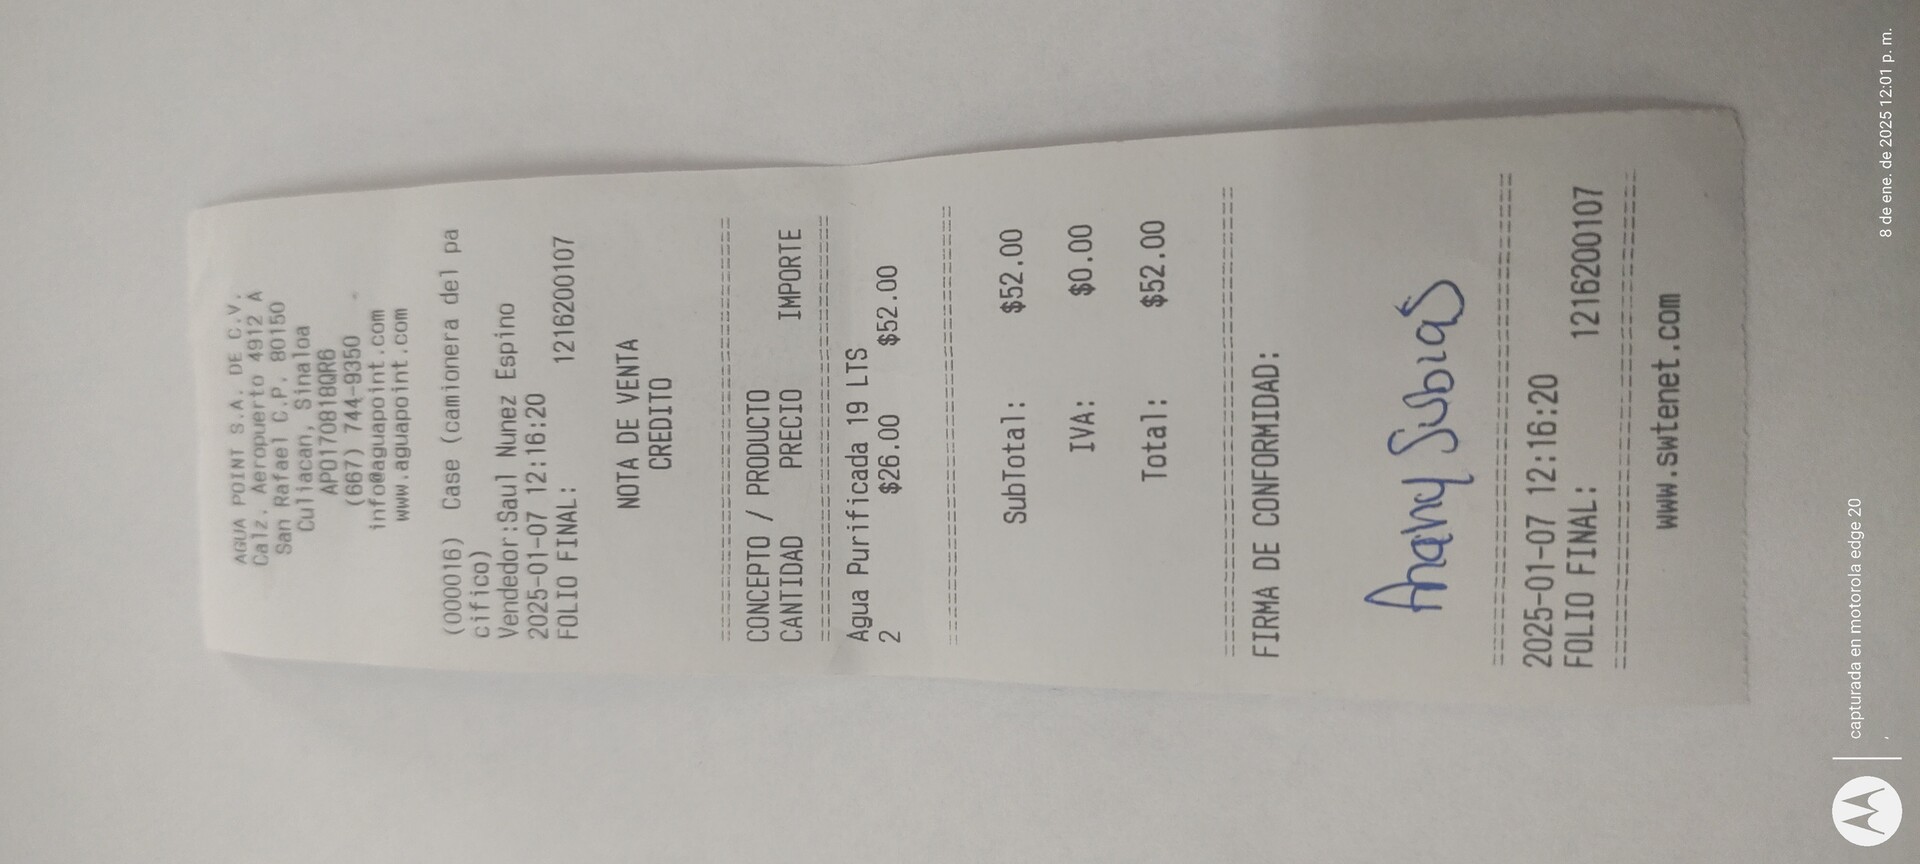 AGUA POINT S.A. DE C.V.
Calz. Aeropuerto 4912 A
San Rafael C.P. 80150
Culiacan, Sinaloa
APO170818QR6
(667) 744-9350
info@aguapoint.com
www.aguapoint.com
(000016) Case (camionera del pa
cifico)
Vendedor:Saul Nunez Espino
2025-01-07 12:16:20
FOLIO FINAL: 1216200107
NOTA DE VENTA
CREDITO
CONCEPTO / PRODUCTO
CANTIDAD PRECIO IMPORTE
Agua Purificada 19 LTS
2 $26.00 $52.00
SubTotal: $52.00
IVA: $0.00
Total: $52.00
FIRMA DE CONFORMIDAD:
Anahy Subias
2025-01-07 12:16:20
FOLIO FINAL: 1216200107
www.swtenet.com
capturada en motorola edge 20
,
8 de ene. de 2025 12:01 p. m.